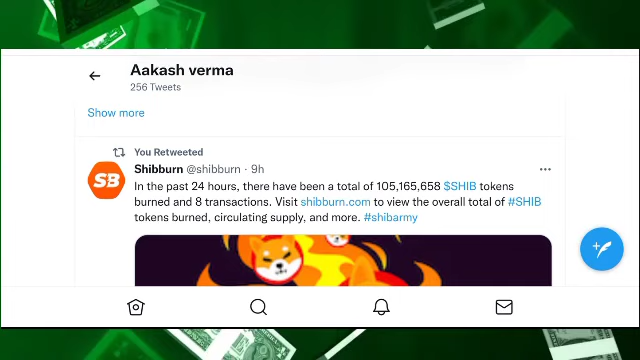 Aakash verma
256 Tweets
Show more
You Retweeted
Shibburn @shibburn · 9h
SB
In the past 24 hours, there have been a total of 105,165,658 $SHIB tokens
burned and 8 transactions. Visit shibburn.com to view the overall total of #SHIB
tokens burned, circulating supply, and more. #shibarmy